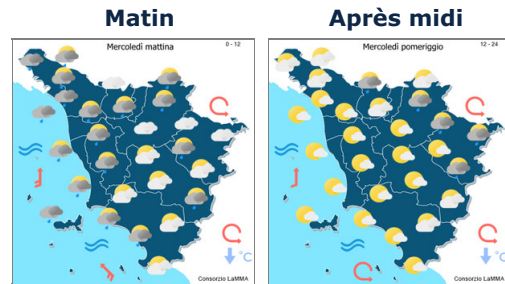 Matin
Après midi
Mercoledì mattina
0 - 12
Mercoledì pomeriggio
12 - 24
°C
°C
Consorzio LaMMA
Consorzio LaMMA